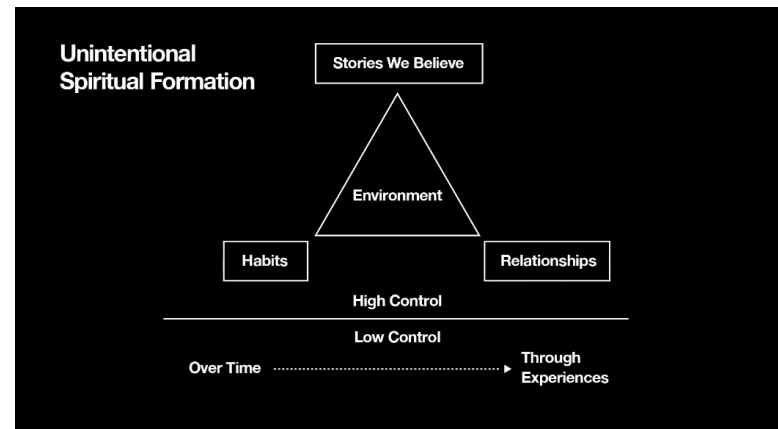 Unintentional
Spiritual Formation
Stories We Believe
Environment
Habits
Relationships
High Control
Low Control
Over Time
Through
Experiences